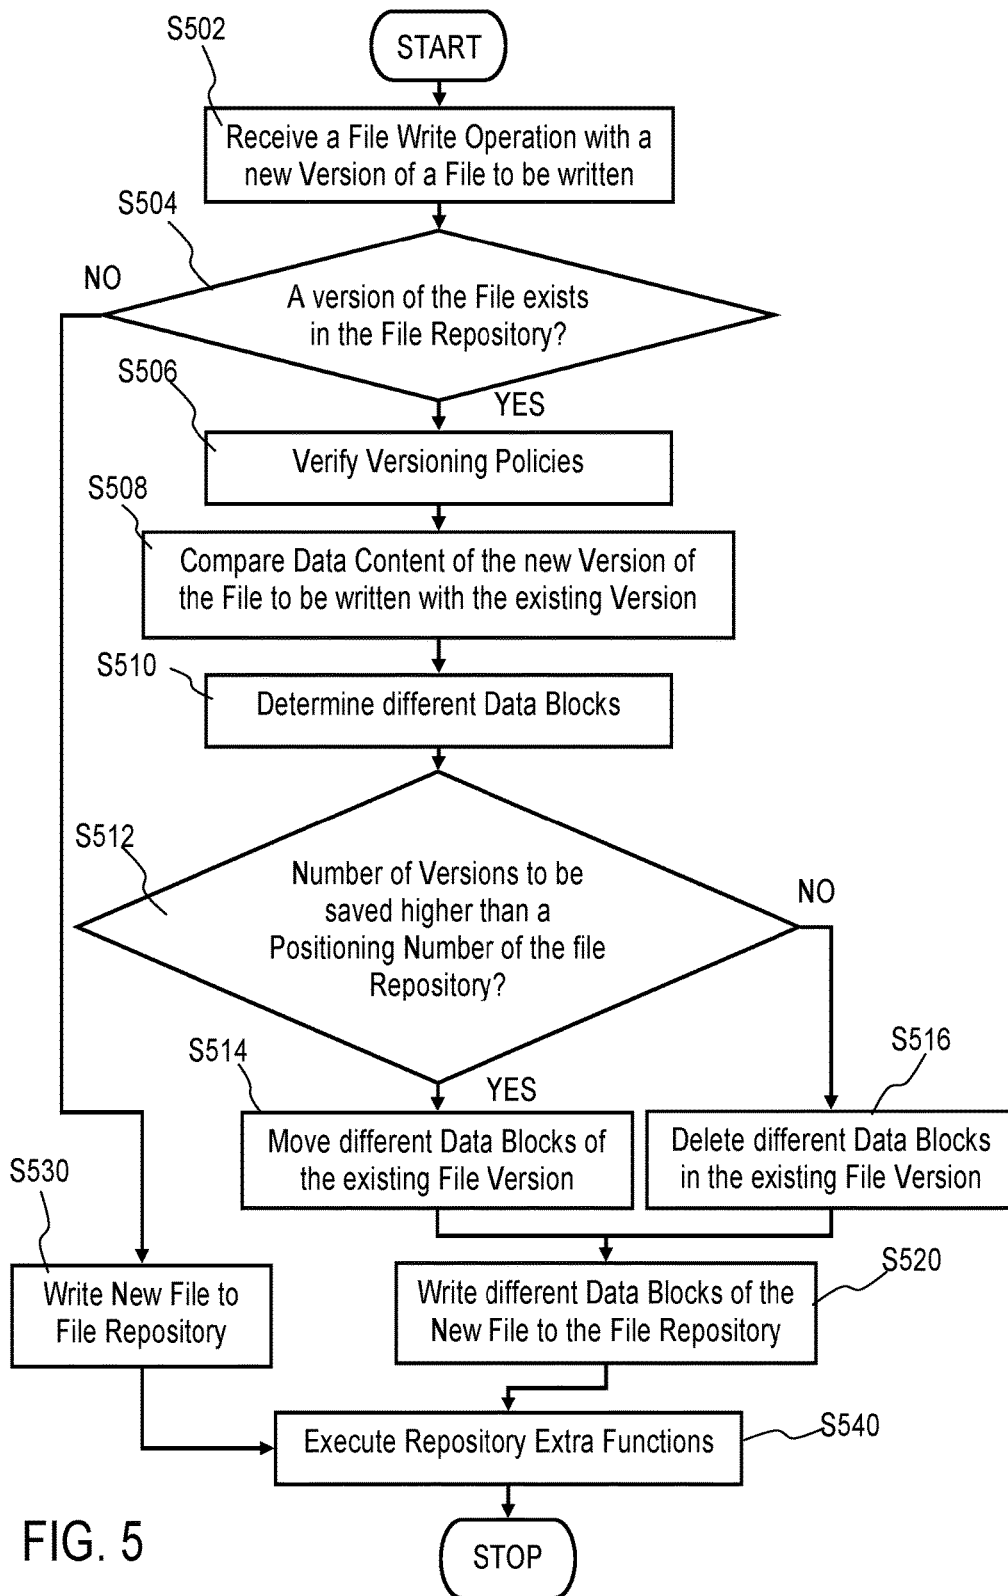 S502
START
Receive a File Write Operation with a
new Version of a File to be written
S504
NO
A version of the File exists
in the File Repository?
S506
YES
Verify Versioning Policies
S508
Compare Data Content of the new Version of
the File to be written with the existing Version
S510
Determine different Data Blocks
S512
Number of Versions to be
saved higher than a
Positioning Number of the file
Repository?
NO
S514
YES
S516
Move different Data Blocks of
the existing File Version
Delete different Data Blocks
in the existing File Version
S530
Write New File to
File Repository
S520
Write different Data Blocks of the
New File to the File Repository
S540
Execute Repository Extra Functions
FIG. 5
STOP